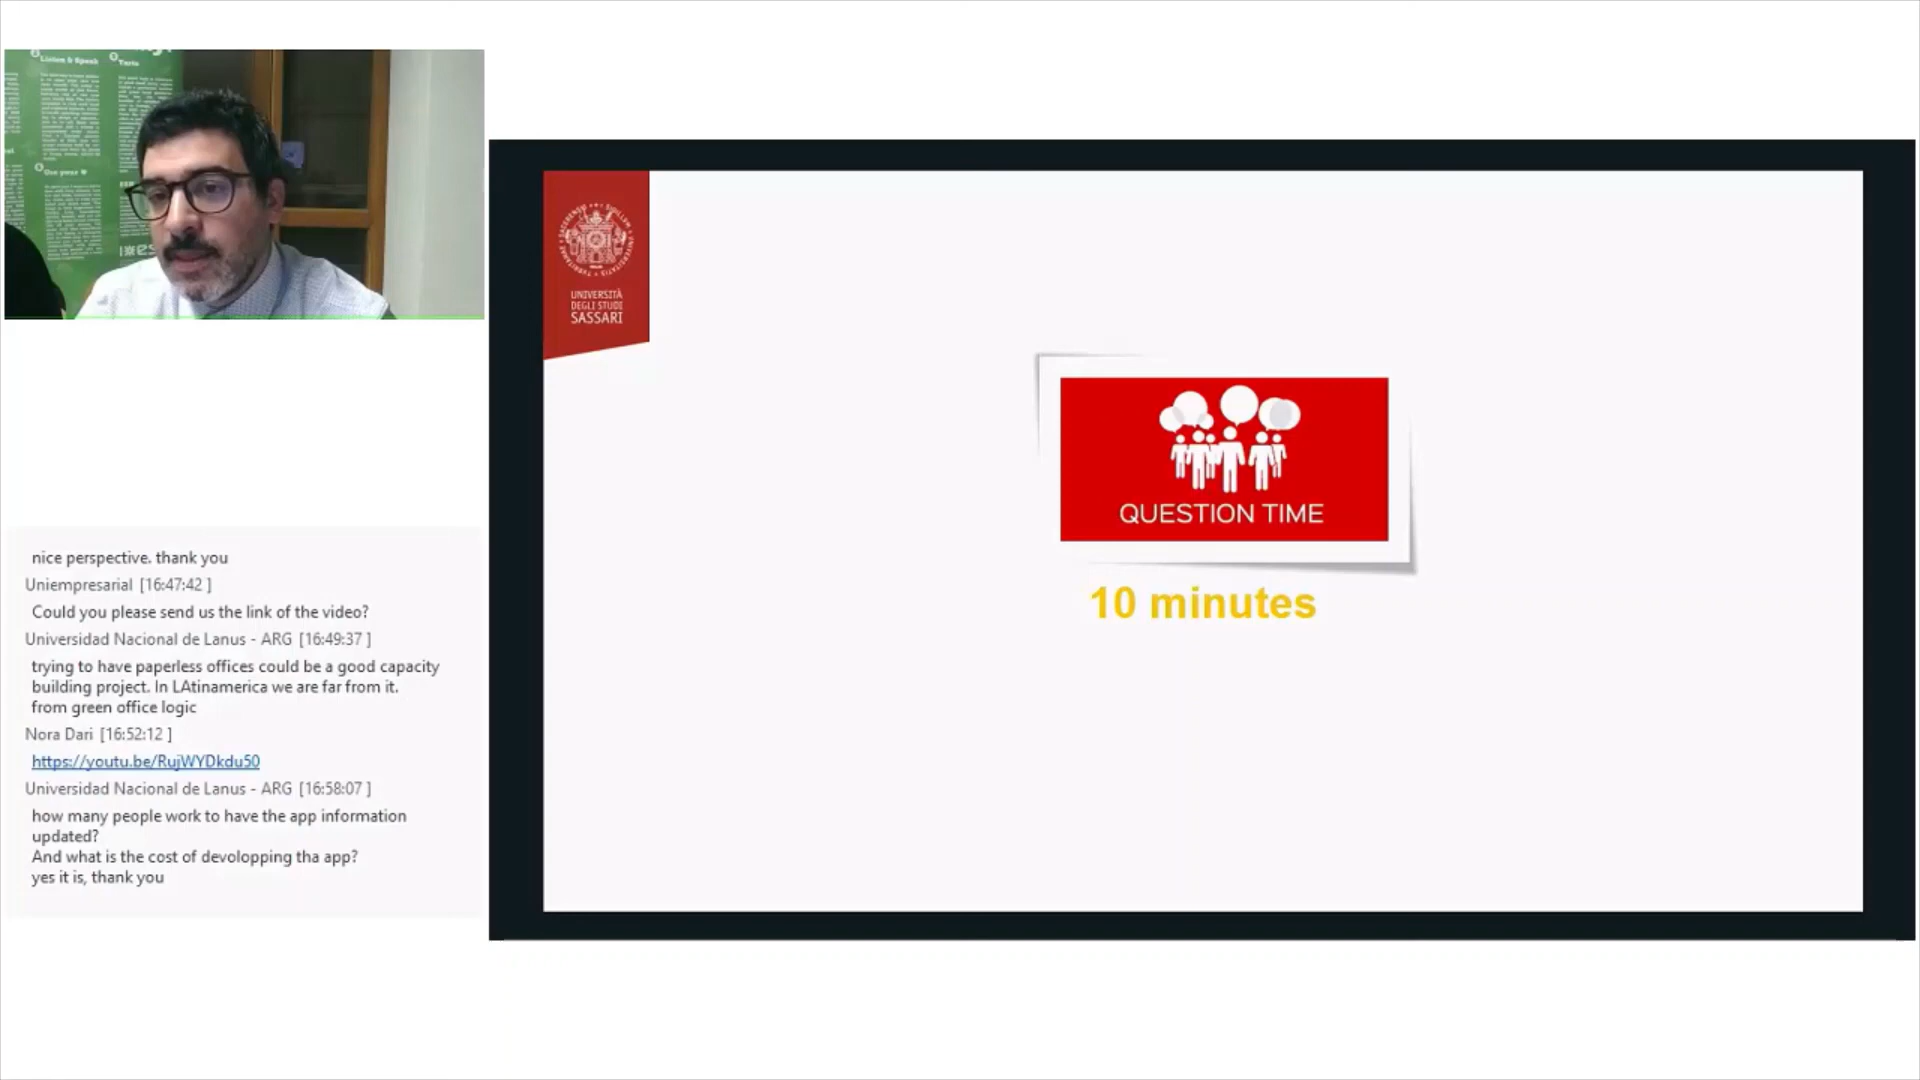 Listen & Speak
Taste
Use your
nice perspective. thank you
Uniempresarial [16:47:42 ]
Could you please send us the link of the video?
Universidad Nacional de Lanus - ARG [16:49:37 ]
trying to have paperless offices could be a good capacity
building project. In LAtinamerica we are far from it.
from green office logic
Nora Dari [16:52:12 ]
https://youtu.be/RujWYDkdu50
Universidad Nacional de Lanus - ARG [16:58:07 ]
how many people work to have the app information
updated?
And what is the cost of devolopping tha app?
yes it is, thank you
UNIVERSITÀ
DEGLI STUDI
SASSARI
QUESTION TIME
10 minutes